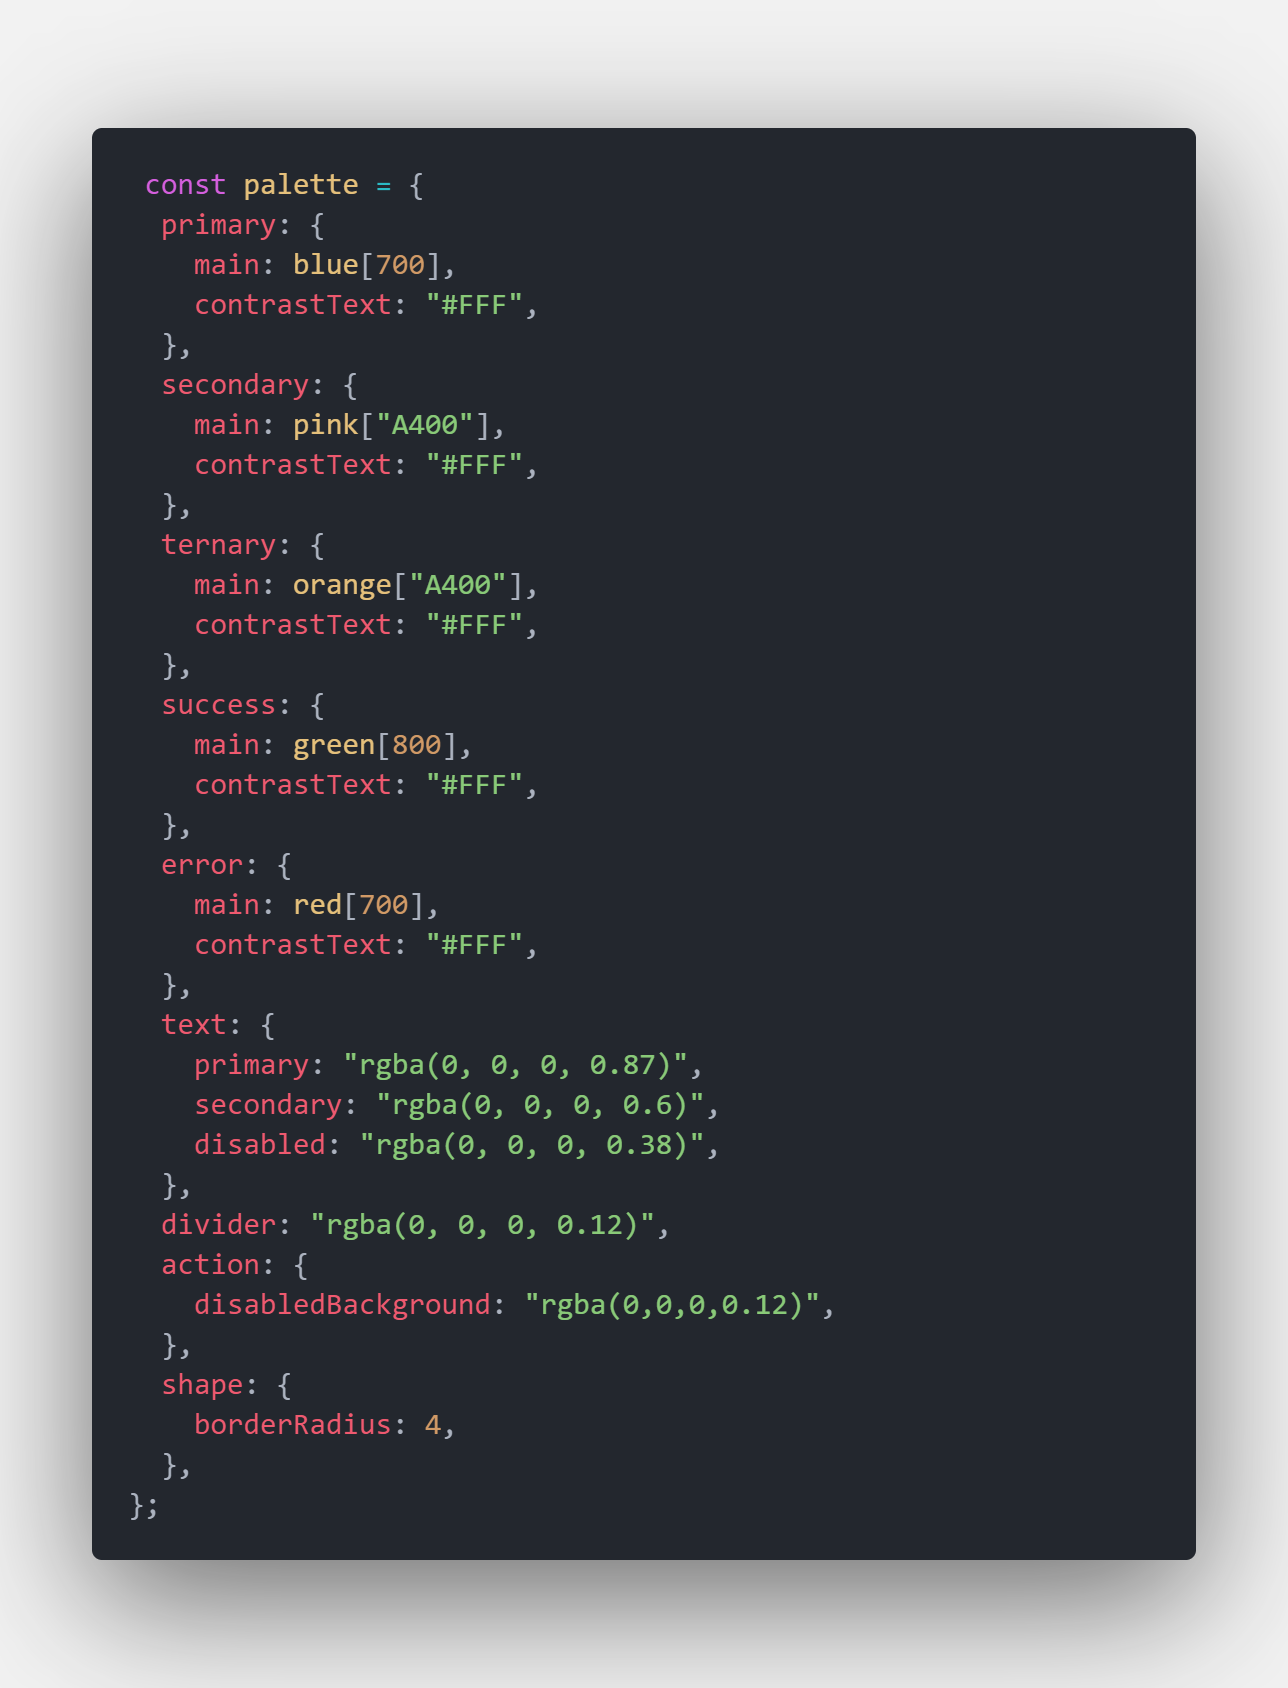 const palette = {
primary: {
main: blue[700],
contrastText: "#FFF",
},
secondary: {
main: pink["A400"],
contrastText: "#FFF",
},
ternary: {
main: orange["A400"],
contrastText: "#FFF",
},
success: {
main: green[800],
contrastText: "#FFF",
},
error: {
main: red[700],
contrastText: "#FFF",
},
text: {
primary: "rgba(0, 0, 0, 0.87)",
secondary: "rgba(0, 0, 0, 0.6)",
disabled: "rgba(0, 0, 0, 0.38)",
},
divider: "rgba(0, 0, 0, 0.12)",
action: {
disabledBackground: "rgba(0,0,0,0.12)",
},
shape: {
borderRadius: 4,
},
};